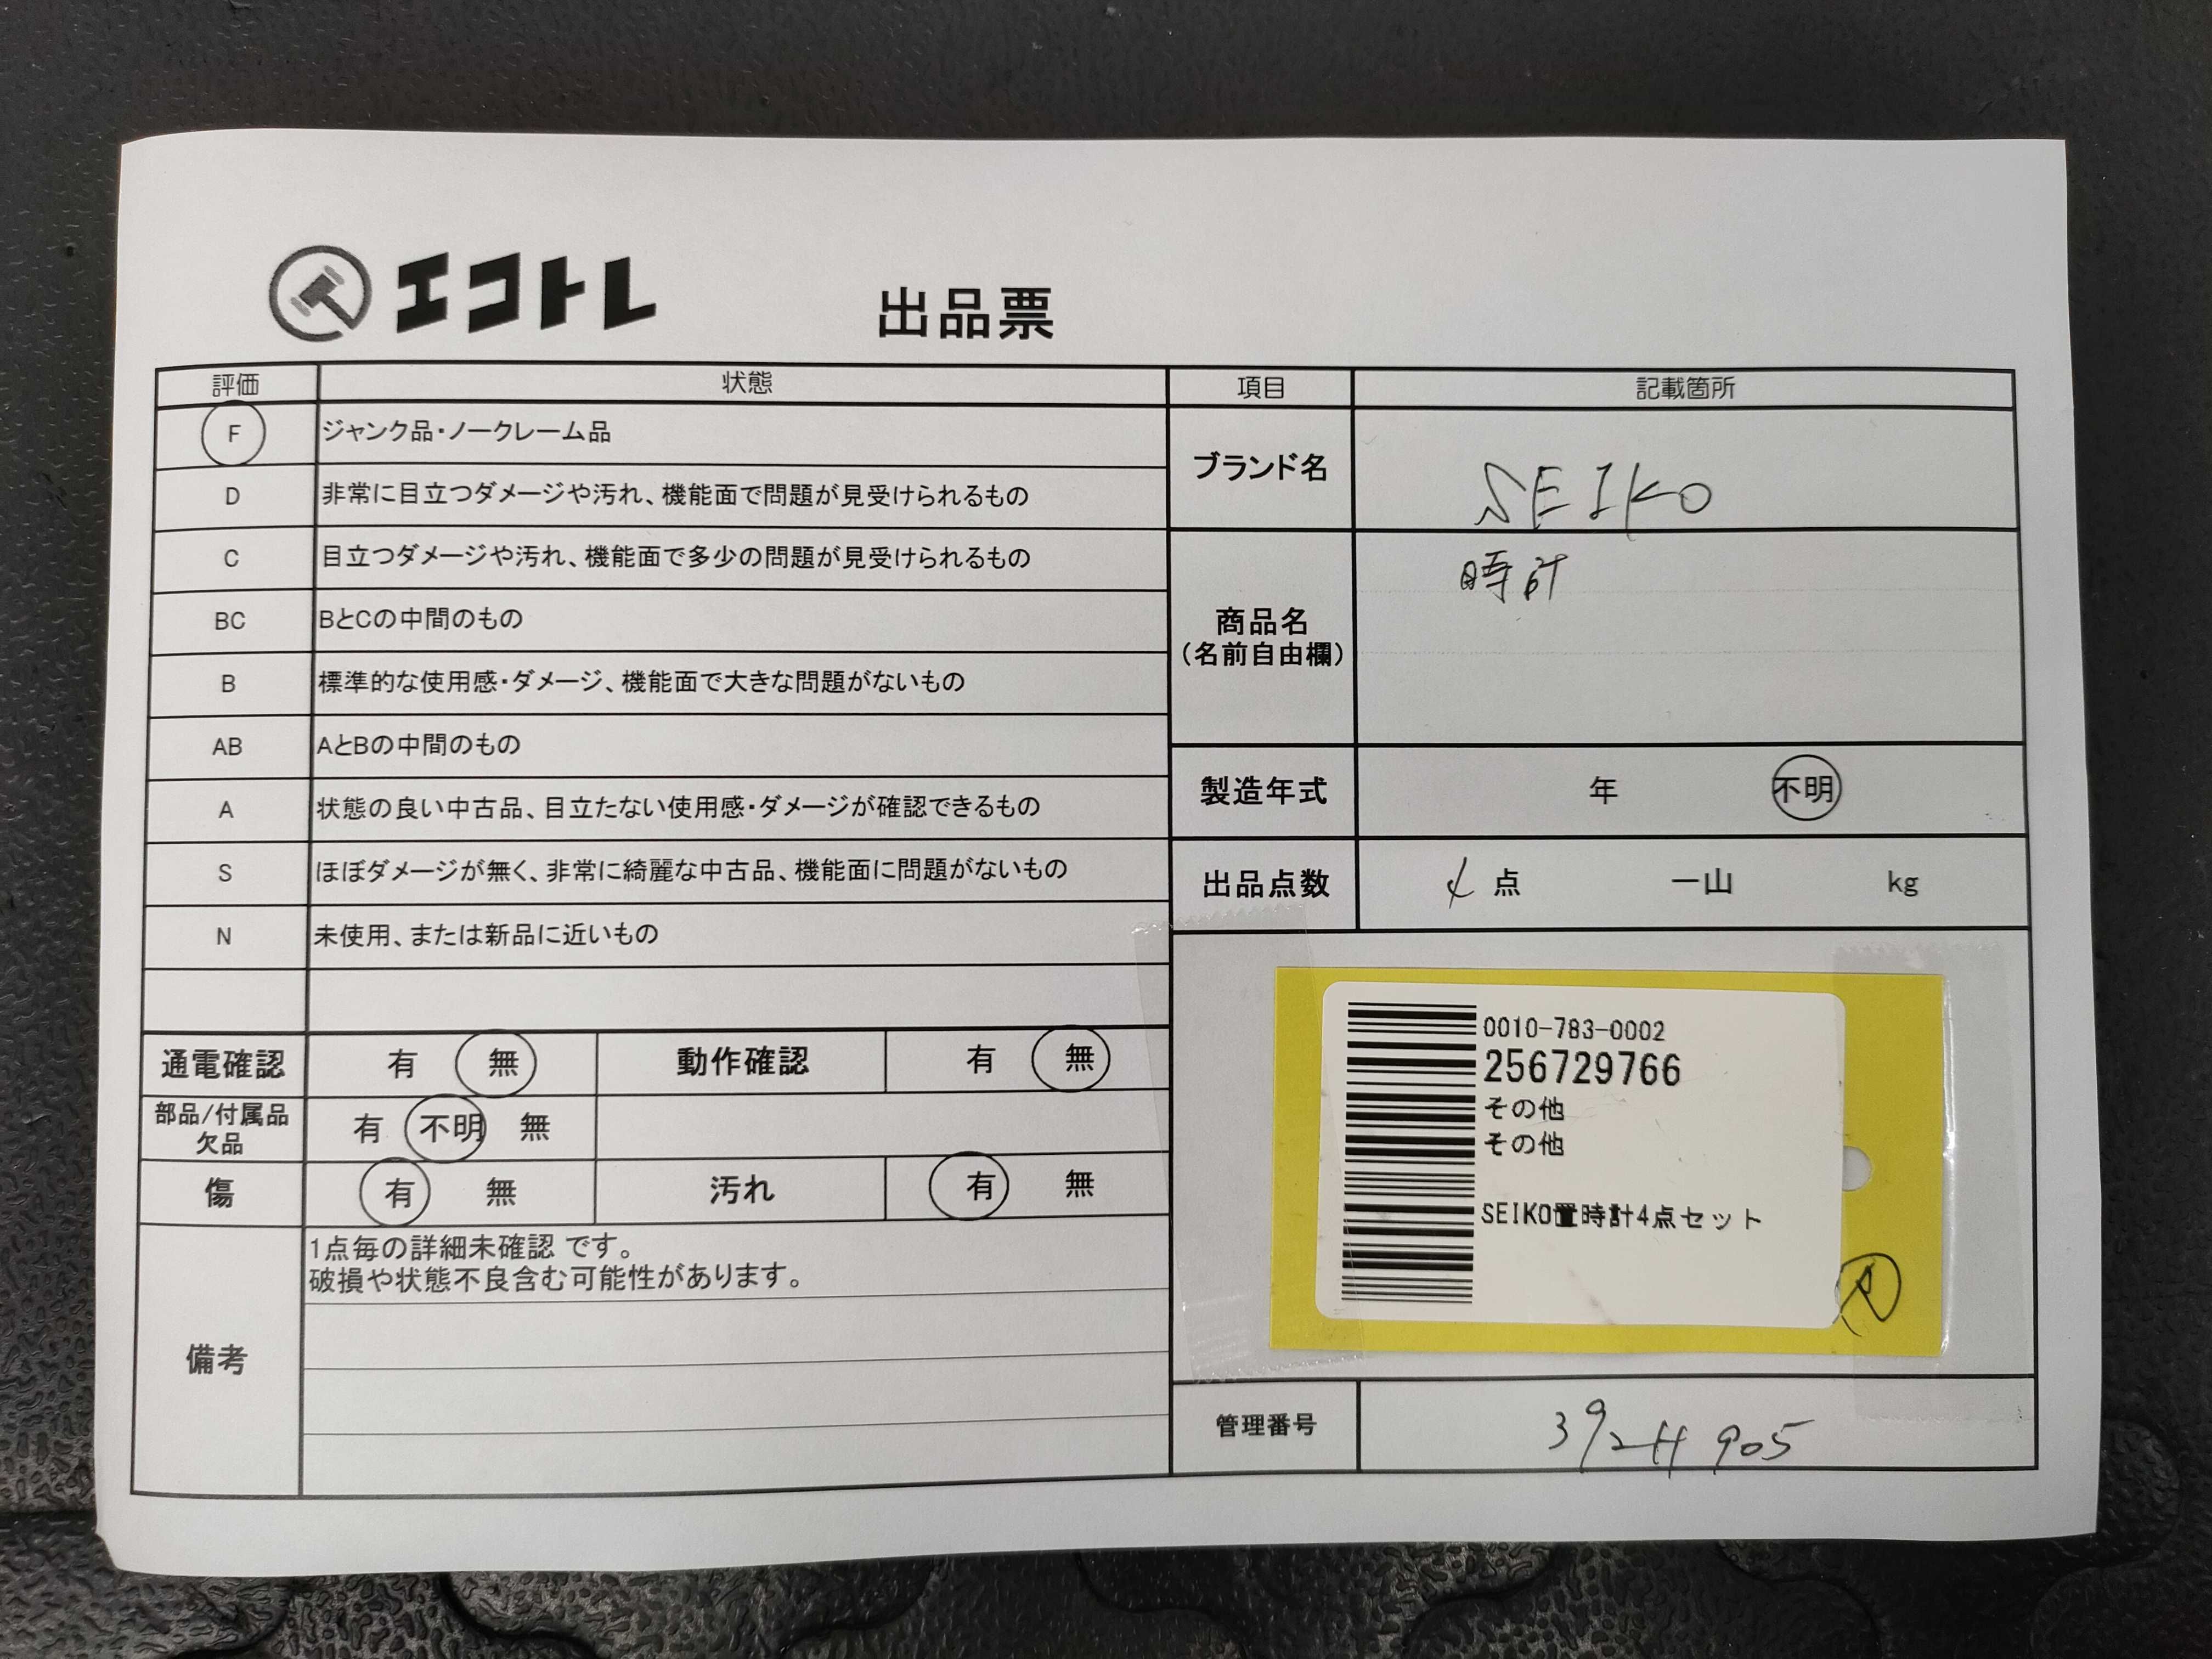 エコトレ
出品票
評価 状態
F ジャンク品・ノークレーム品
D 非常に目立つダメージや汚れ、機能面で問題が見受けられるもの
C 目立つダメージや汚れ、機能面で多少の問題が見受けられるもの
BC BとCの中間のもの
B 標準的な使用感・ダメージ、機能面で大きな問題がないもの
AB AとBの中間のもの
A 状態の良い中古品、目立たない使用感・ダメージが確認できるもの
S ほぼダメージが無く、非常に綺麗な中古品、機能面に問題がないもの
N 未使用、または新品に近いもの
通電確認 有 無 動作確認 有 無
部品/付属品
欠品 有 不明 無
傷 有 無 汚れ 有 無
備考
1点毎の詳細未確認 です。
破損や状態不良含む可能性があります。
項目 記載箇所
ブランド名 SEIKO
商品名
(名前自由欄)
時計
製造年式 年 不明
出品点数 4 点 一山 kg
0010-783-0002
256729766
その他
その他
SEIKO置時計4点セット
管理番号